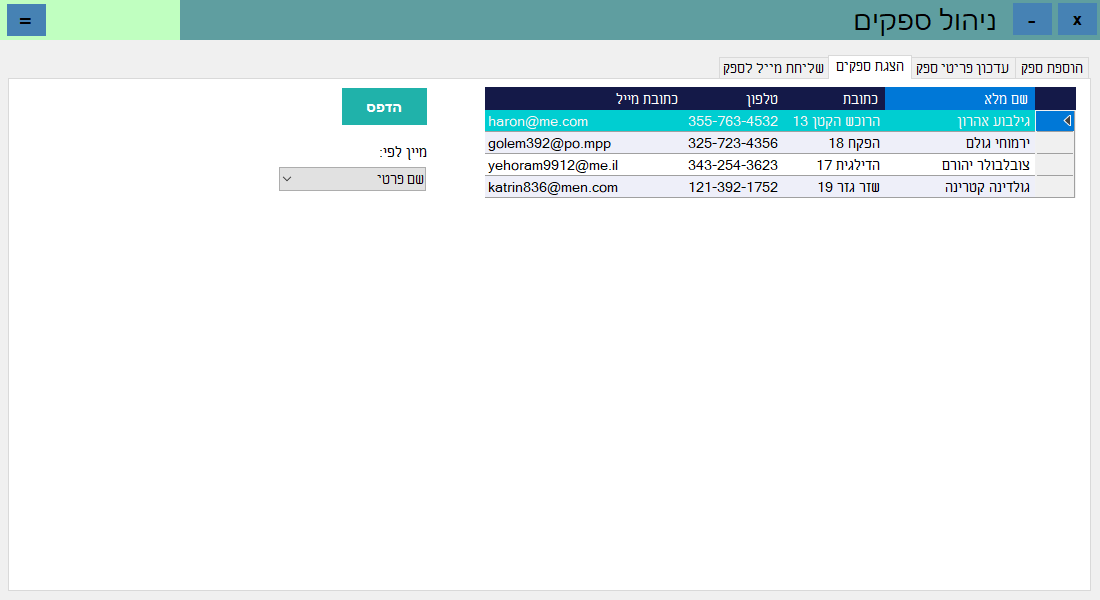 ניהול ספקים
-
x
=
הוספת ספק
עדכון פריטי ספק
הצגת ספקים
שליחת מייל לספק
שם מלא כתובת טלפון כתובת מייל
גילבוע אהרון הרוכש הקטן 13 355-763-4532 haron@me.com
ירמוחי גולם הפקח 18 325-723-4356 golem392@po.mpp
צובלבולר יהורם הדילגית 17 343-254-3623 yehoram9912@me.il
גולדינה קטרינה שזר גזר 19 121-392-1752 katrin836@men.com
הדפס
מיין לפי:
שם פרטי